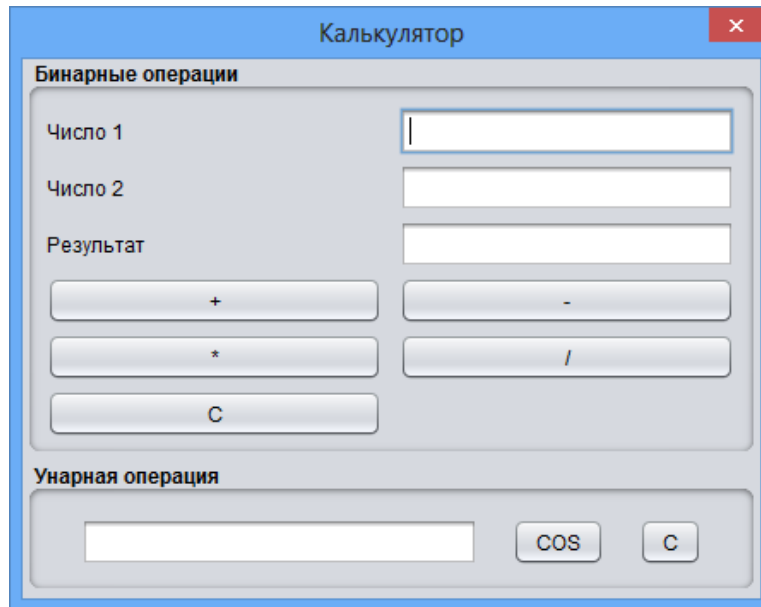 Калькулятор
Бинарные операции
Число 1
Число 2
Результат
+ -
* /
C
Унарная операция
COS C